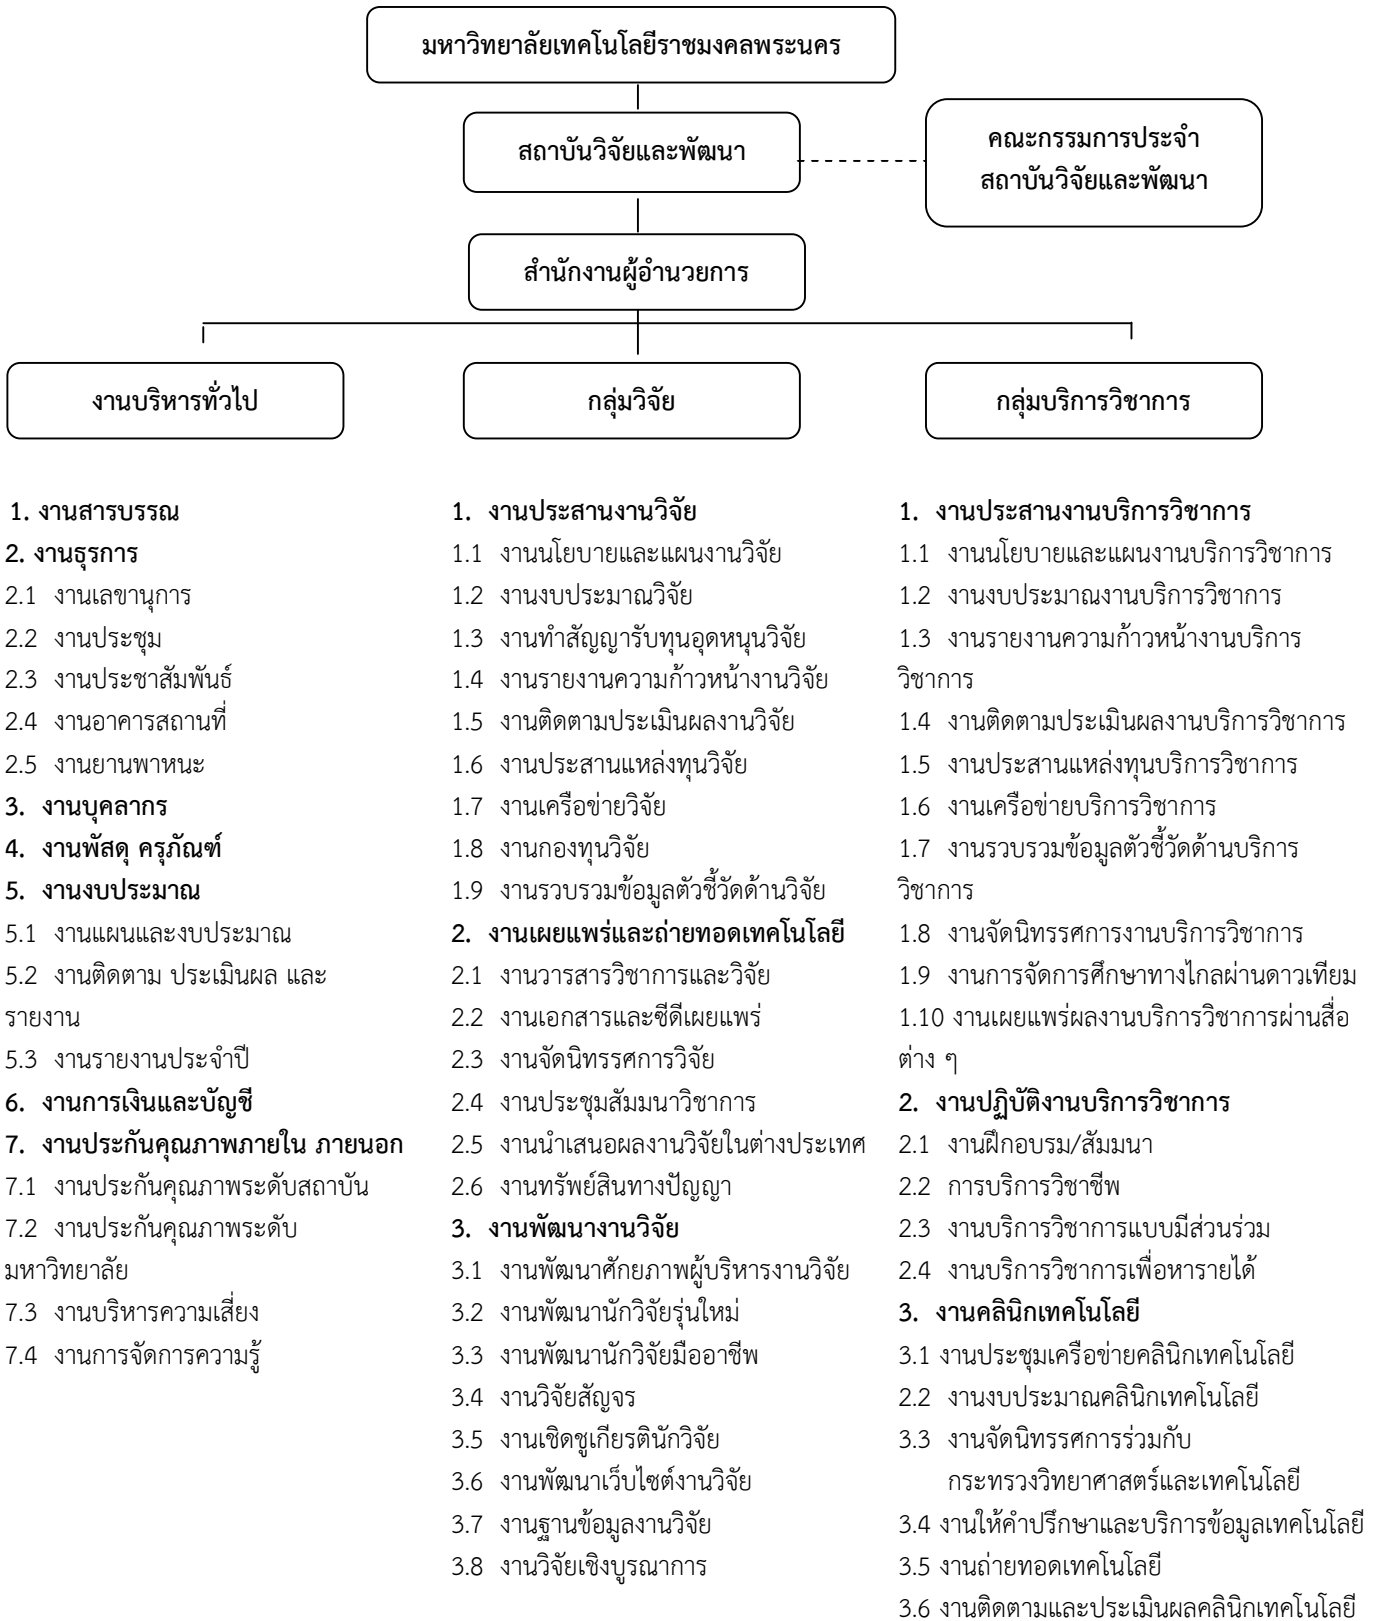 มหาวิทยาลัยเทคโนโลยีราชมงคลพระนคร
สถาบันวิจัยและพัฒนา
คณะกรรมการประจำ
สถาบันวิจัยและพัฒนา
สำนักงานผู้อำนวยการ
งานบริหารทั่วไป
กลุ่มวิจัย
กลุ่มบริการวิชาการ
1. งานสารบรรณ
2. งานธุรการ
2.1 งานเลขานุการ
2.2 งานประชุม
2.3 งานประชาสัมพันธ์
2.4 งานอาคารสถานที่
2.5 งานยานพาหนะ
3. งานบุคลากร
4. งานพัสดุ ครุภัณฑ์
5. งานงบประมาณ
5.1 งานแผนและงบประมาณ
5.2 งานติดตาม ประเมินผล และ
รายงาน
5.3 งานรายงานประจำปี
6. งานการเงินและบัญชี
7. งานประกันคุณภาพภายใน ภายนอก
7.1 งานประกันคุณภาพระดับสถาบัน
7.2 งานประกันคุณภาพระดับ
มหาวิทยาลัย
7.3 งานบริหารความเสี่ยง
7.4 งานการจัดการความรู้
1. งานประสานงานวิจัย
1.1 งานนโยบายและแผนงานวิจัย
1.2 งานงบประมาณวิจัย
1.3 งานทำสัญญารับทุนอุดหนุนวิจัย
1.4 งานรายงานความก้าวหน้างานวิจัย
1.5 งานติดตามประเมินผลงานวิจัย
1.6 งานประสานแหล่งทุนวิจัย
1.7 งานเครือข่ายวิจัย
1.8 งานกองทุนวิจัย
1.9 งานรวบรวมข้อมูลตัวชี้วัดด้านวิจัย
2. งานเผยแพร่และถ่ายทอดเทคโนโลยี
2.1 งานวารสารวิชาการและวิจัย
2.2 งานเอกสารและซีดีเผยแพร่
2.3 งานจัดนิทรรศการวิจัย
2.4 งานประชุมสัมมนาวิชาการ
2.5 งานนำเสนอผลงานวิจัยในต่างประเทศ
2.6 งานทรัพย์สินทางปัญญา
3. งานพัฒนางานวิจัย
3.1 งานพัฒนาศักยภาพผู้บริหารงานวิจัย
3.2 งานพัฒนานักวิจัยรุ่นใหม่
3.3 งานพัฒนานักวิจัยมืออาชีพ
3.4 งานวิจัยสัญจร
3.5 งานเชิดชูเกียรตินักวิจัย
3.6 งานพัฒนาเว็บไซต์งานวิจัย
3.7 งานฐานข้อมูลงานวิจัย
3.8 งานวิจัยเชิงบูรณาการ
1. งานประสานงานบริการวิชาการ
1.1 งานนโยบายและแผนงานบริการวิชาการ
1.2 งานงบประมาณงานบริการวิชาการ
1.3 งานรายงานความก้าวหน้างานบริการ
วิชาการ
1.4 งานติดตามประเมินผลงานบริการวิชาการ
1.5 งานประสานแหล่งทุนบริการวิชาการ
1.6 งานเครือข่ายบริการวิชาการ
1.7 งานรวบรวมข้อมูลตัวชี้วัดด้านบริการ
วิชาการ
1.8 งานจัดนิทรรศการงานบริการวิชาการ
1.9 งานการจัดการศึกษาทางไกลผ่านดาวเทียม
1.10 งานเผยแพร่ผลงานบริการวิชาการผ่านสื่อ
ต่าง ๆ
2. งานปฏิบัติงานบริการวิชาการ
2.1 งานฝึกอบรม/สัมมนา
2.2 การบริการวิชาชีพ
2.3 งานบริการวิชาการแบบมีส่วนร่วม
2.4 งานบริการวิชาการเพื่อหารายได้
3. งานคลินิกเทคโนโลยี
3.1 งานประชุมเครือข่ายคลินิกเทคโนโลยี
2.2 งานงบประมาณคลินิกเทคโนโลยี
3.3 งานจัดนิทรรศการร่วมกับ
กระทรวงวิทยาศาสตร์และเทคโนโลยี
3.4 งานให้คำปรึกษาและบริการข้อมูลเทคโนโลยี
3.5 งานถ่ายทอดเทคโนโลยี
3.6 งานติดตามและประเมินผลคลินิกเทคโนโลยี